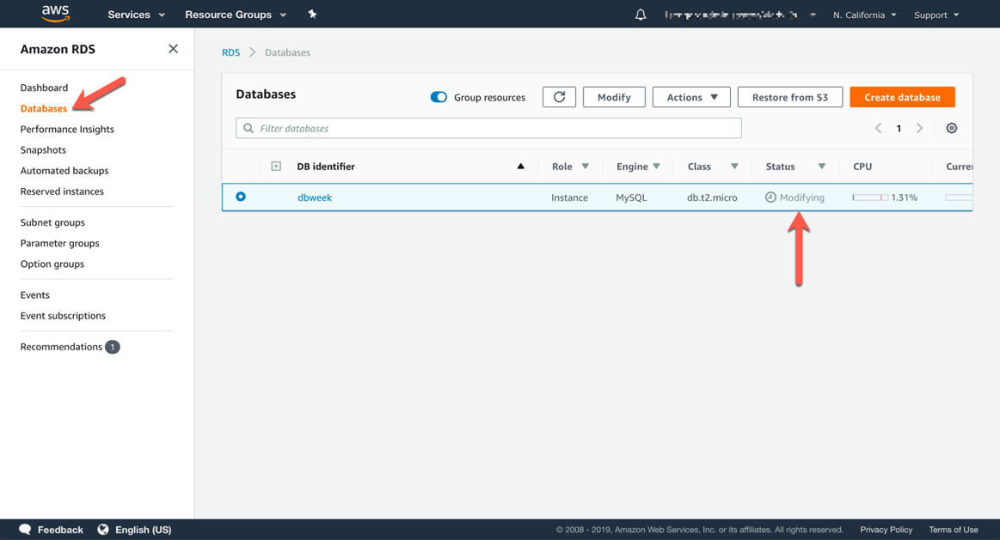 aws Services Resource Groups N. California Support
Amazon RDS
RDS Databases
Dashboard
Databases
Performance Insights
Snapshots
Automated backups
Reserved instances
Subnet groups
Parameter groups
Option groups
Events
Event subscriptions
Recommendations 1
Databases Group resources Modify Actions Restore from S3 Create database
Filter databases 1
DB identifier Role Engine Class Status CPU Curre
dbweek Instance MySQL db.t2.micro Modifying 1.31%
Feedback English (US) © 2008 - 2019, Amazon Web Services, Inc. or its affiliates. All rights reserved. Privacy Policy Terms of Use